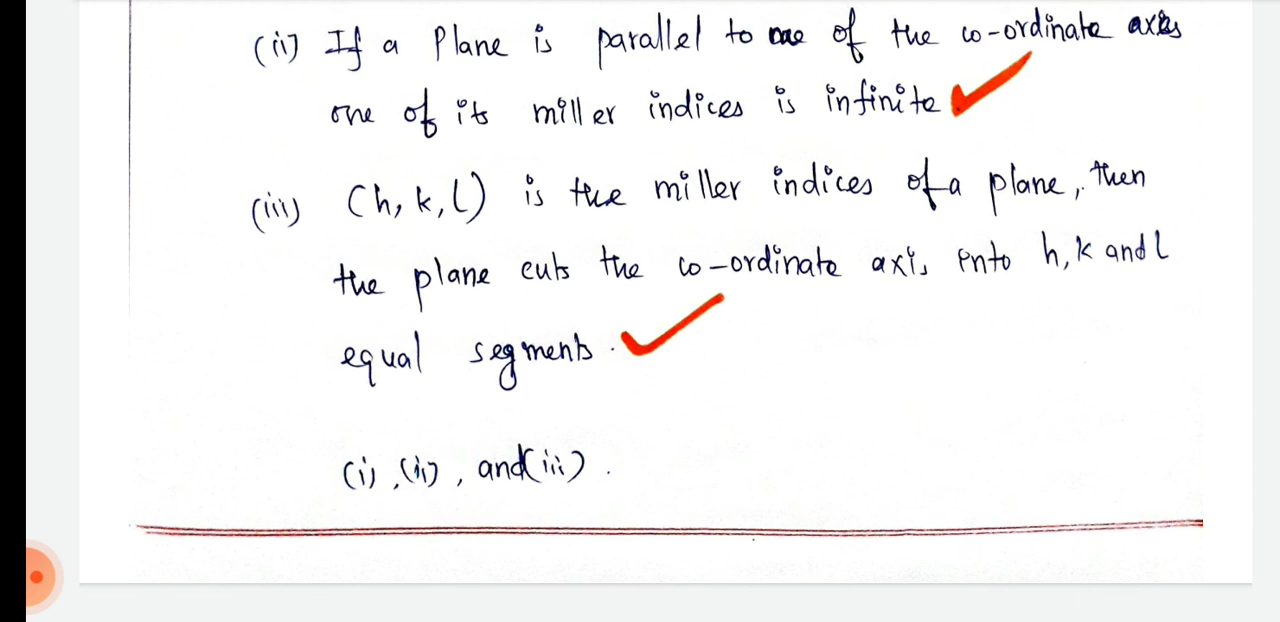 (ii) If a Plane is parallel to one of the co-ordinate axes
one of its miller indices is infinite
(iii) (h, k, l) is the miller indices of a plane, then
the plane cuts the co-ordinate axis into h, k and l
equal segments.
(i), (ii), and (iii).